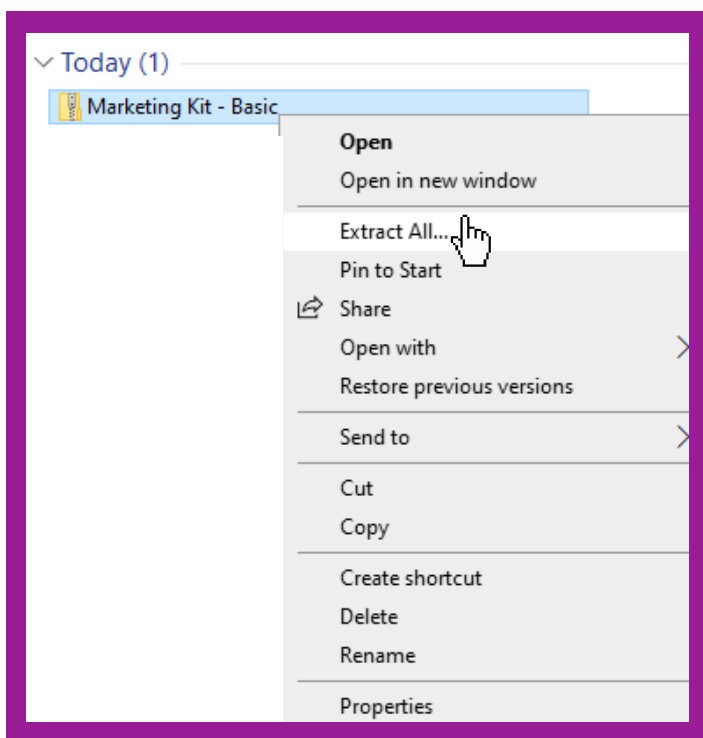 Today (1)
Marketing Kit - Basic
Open
Open in new window
Extract All...
Pin to Start
Share
Open with
Restore previous versions
Send to
Cut
Copy
Create shortcut
Delete
Rename
Properties